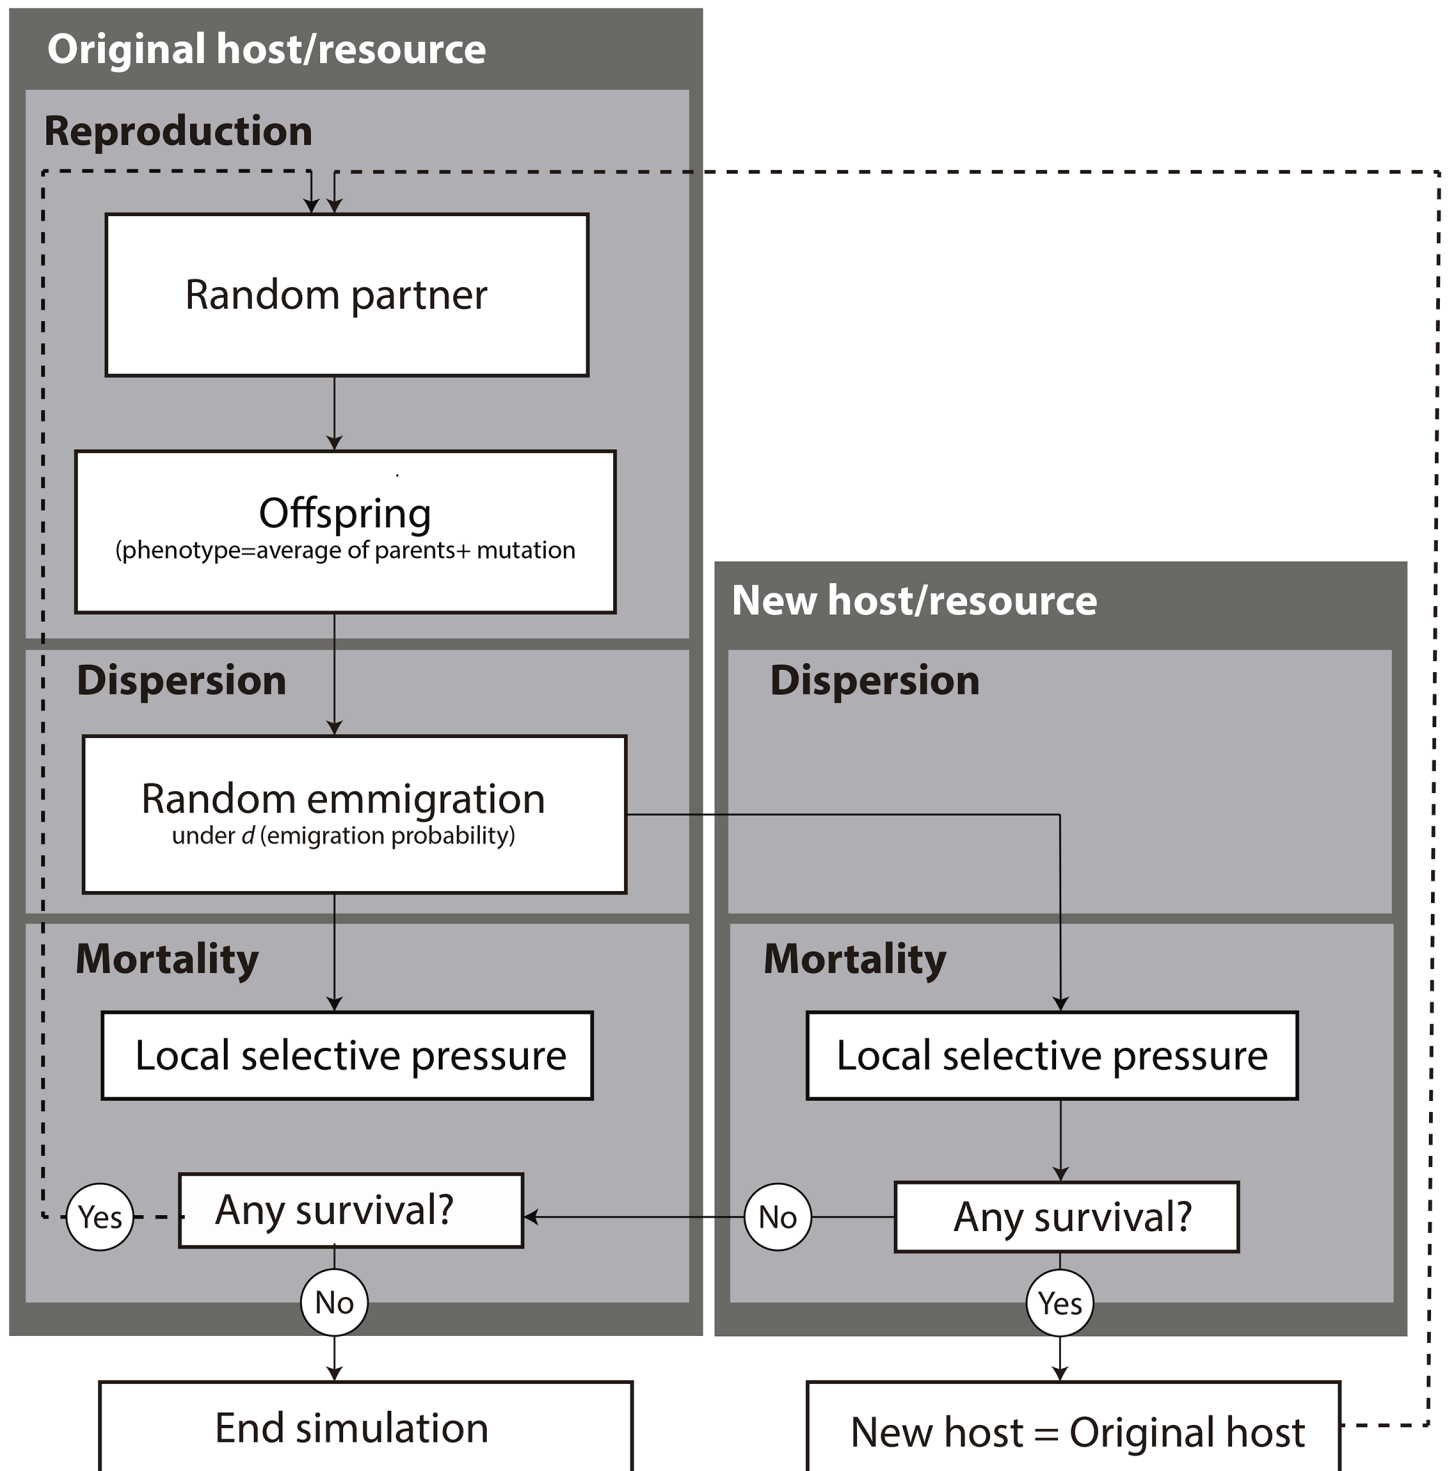 Original host/resource
Reproduction
Random partner
Offspring
(phenotype=average of parents+ mutation
Dispersion
Random emmigration
under d (emigration probability)
Mortality
Local selective pressure
Any survival?
Yes
No
End simulation
New host/resource
Dispersion
Mortality
Local selective pressure
Any survival?
No
Yes
New host = Original host